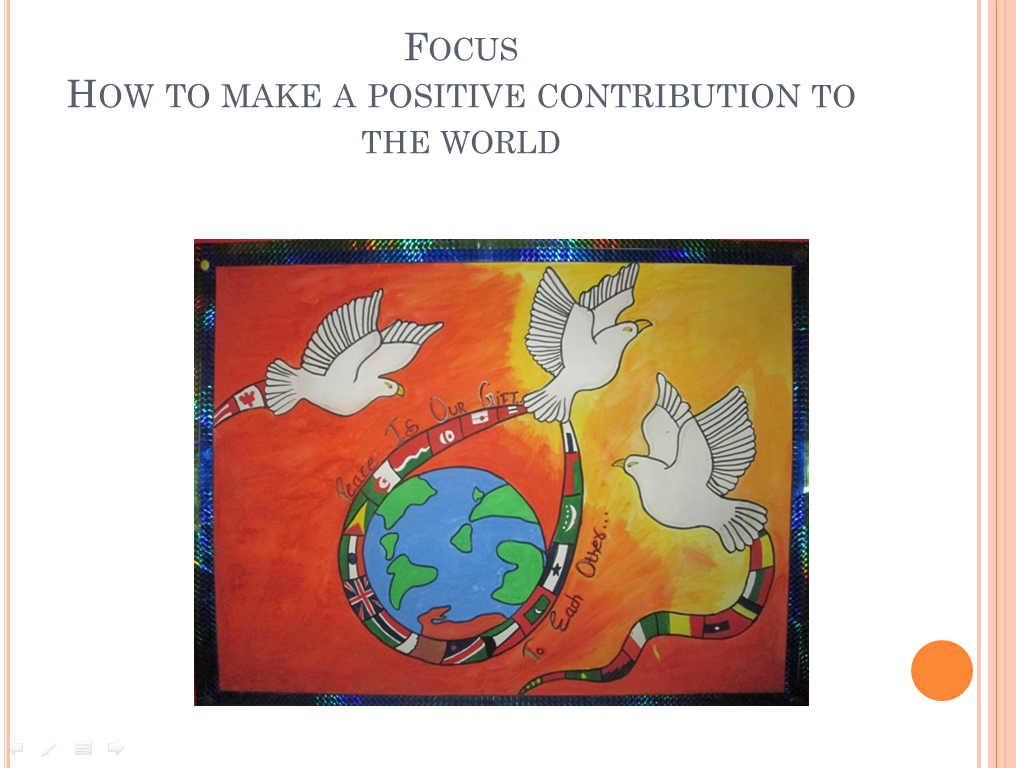 Focus
How to make a positive contribution to
the world
Peace Is Our Gift..
To Each Other...